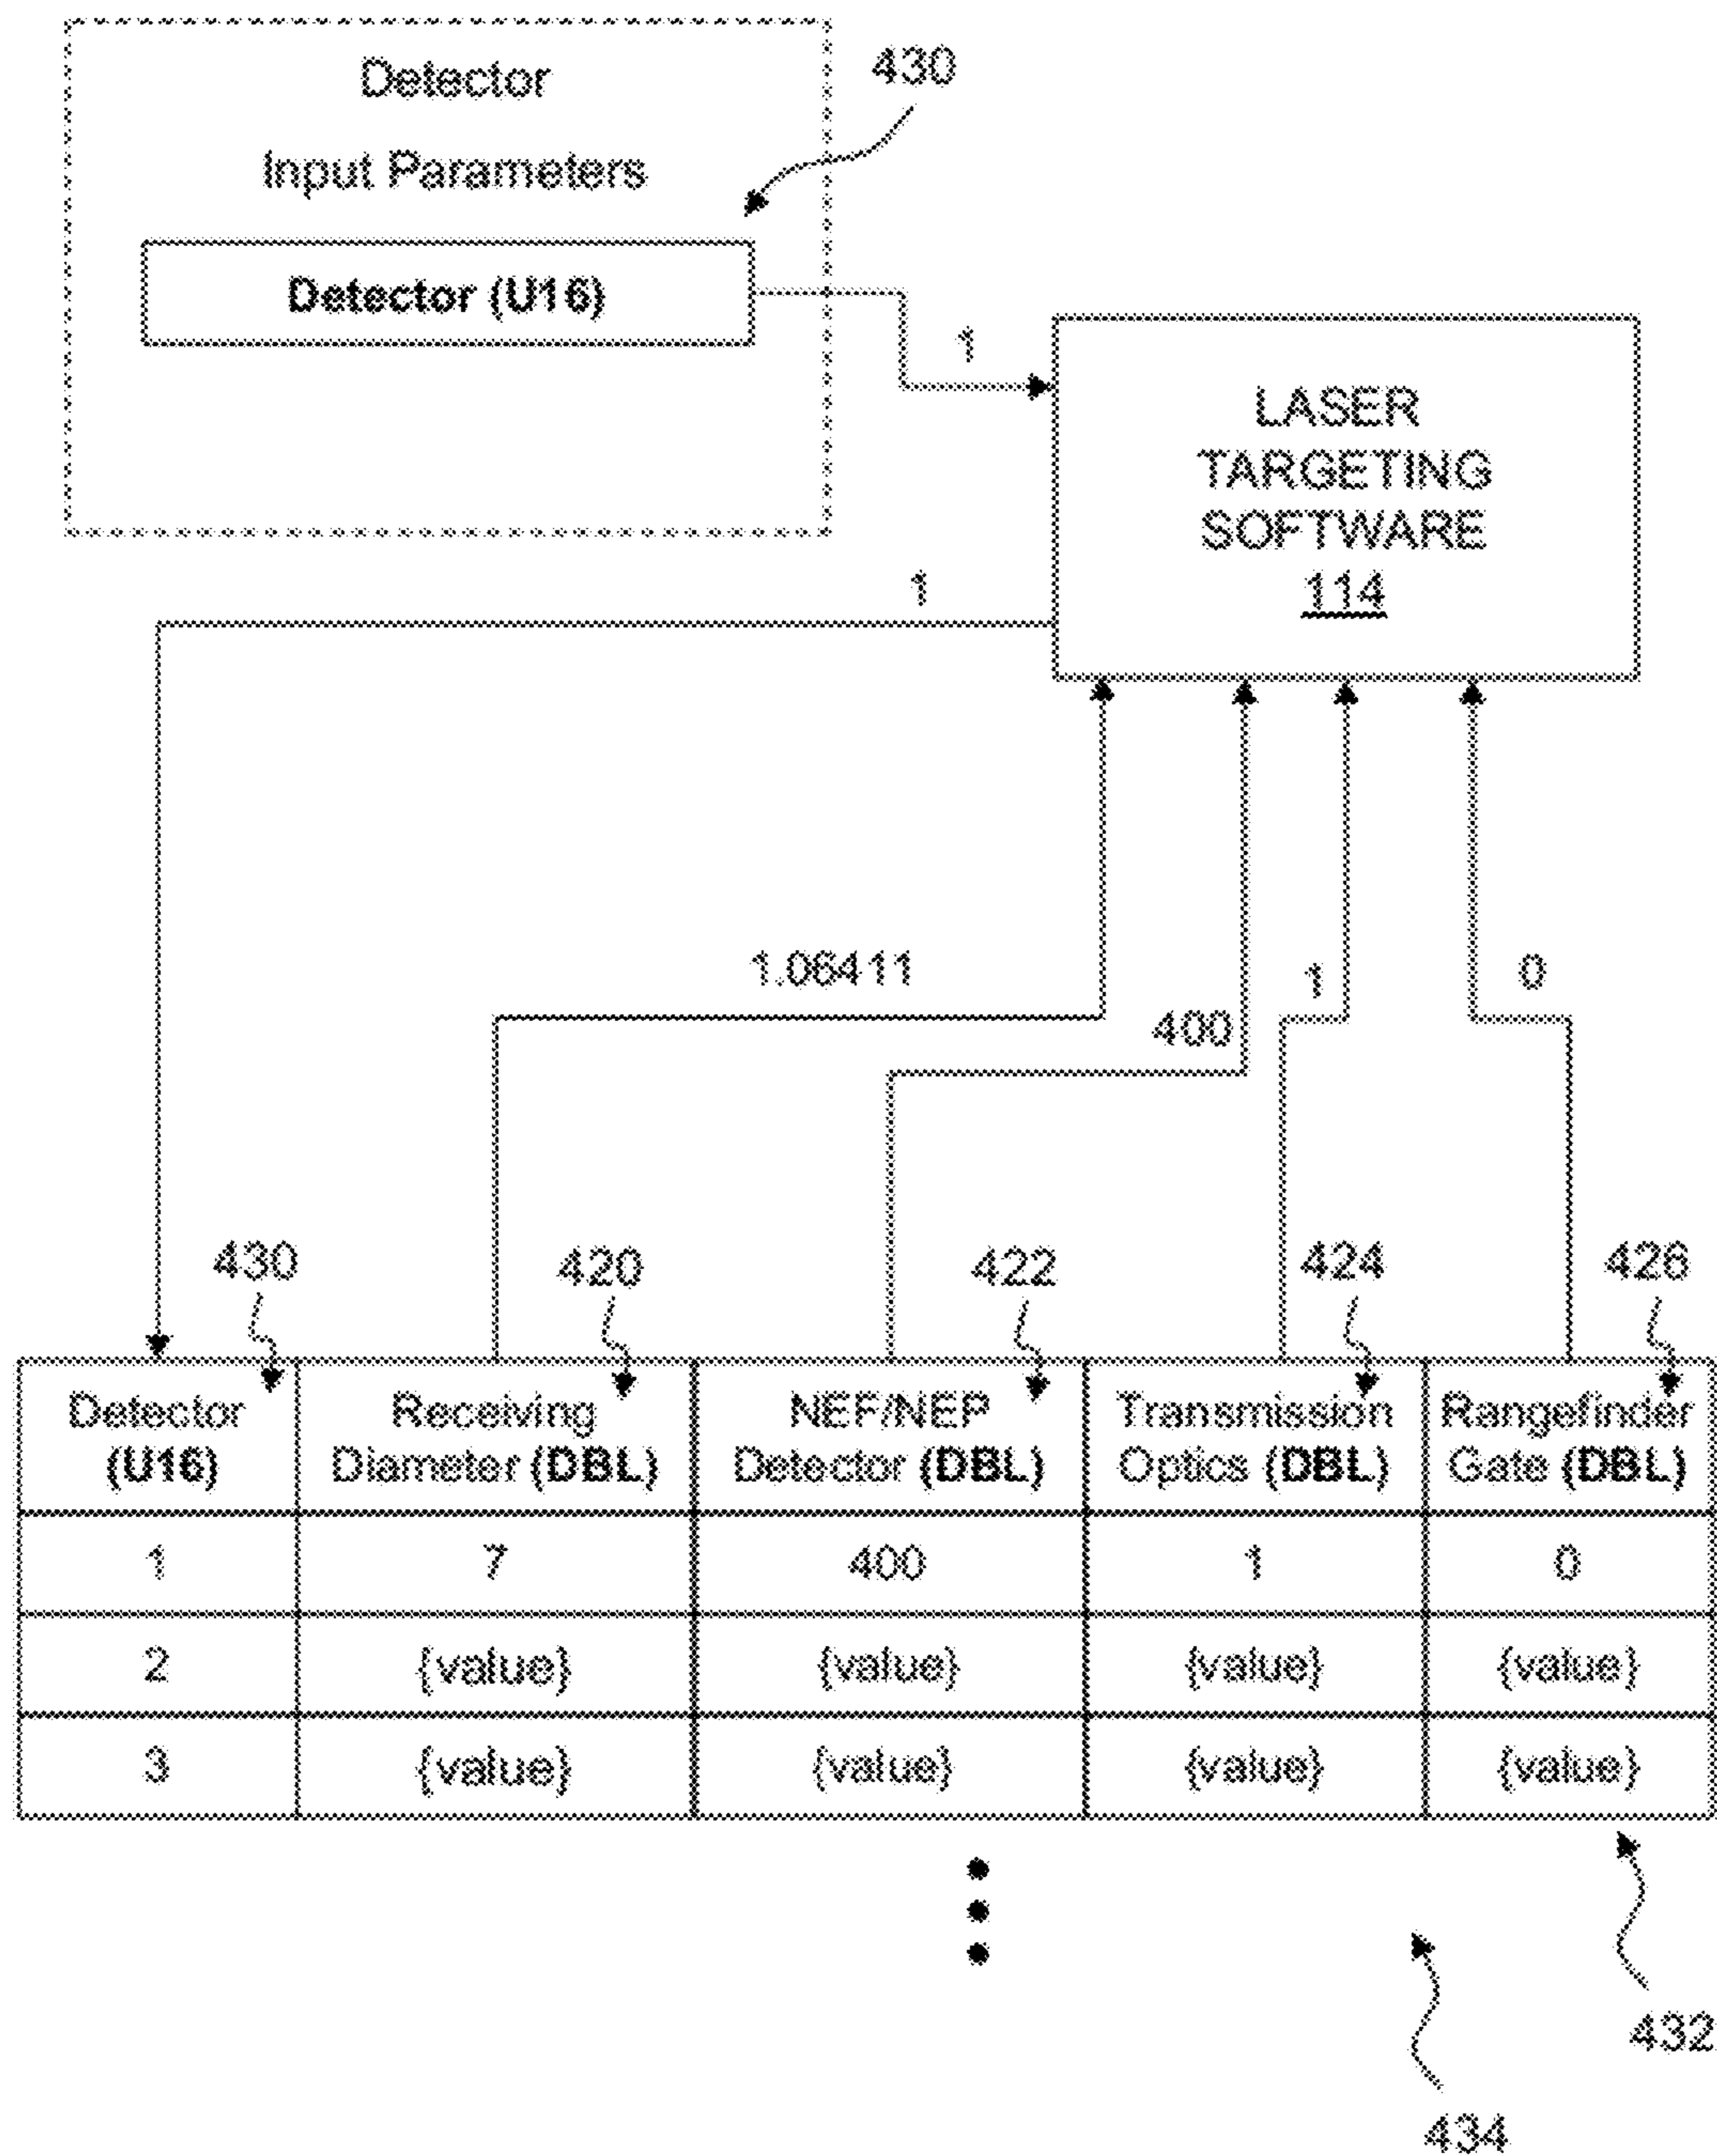 Detector
Input Parameters
430
Detector (U16)
1
LASER
TARGETING
SOFTWARE
114
1
1.06411
400
1
0
430
420
422
424
426
Detector
(U16)
Receiving
Diameter (DBL)
NEF/NEP
Detector (DBL)
Transmission
Optics (DBL)
Rangefinder
Gate (DBL)
1 7 400 1 0
2 {value} {value} {value} {value}
3 {value} {value} {value} {value}
432
434